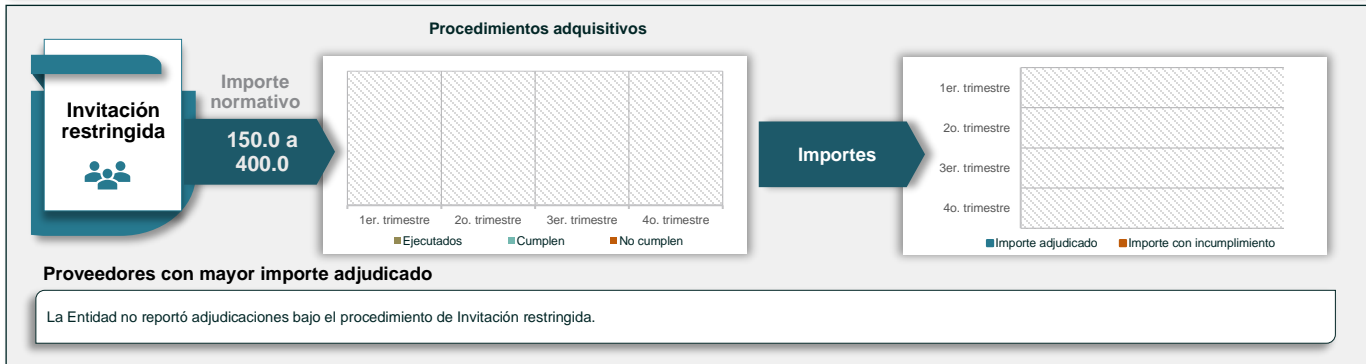 Procedimientos adquisitivos
Invitación
restringida
Importe
normativo
150.0 a
400.0
1er. trimestre
2o. trimestre
3er. trimestre
4o. trimestre
Ejecutados
Cumplen
No cumplen
Importes
1er. trimestre
2o. trimestre
3er. trimestre
4o. trimestre
Importe adjudicado
Importe con incumplimiento
Proveedores con mayor importe adjudicado
La Entidad no reportó adjudicaciones bajo el procedimiento de Invitación restringida.